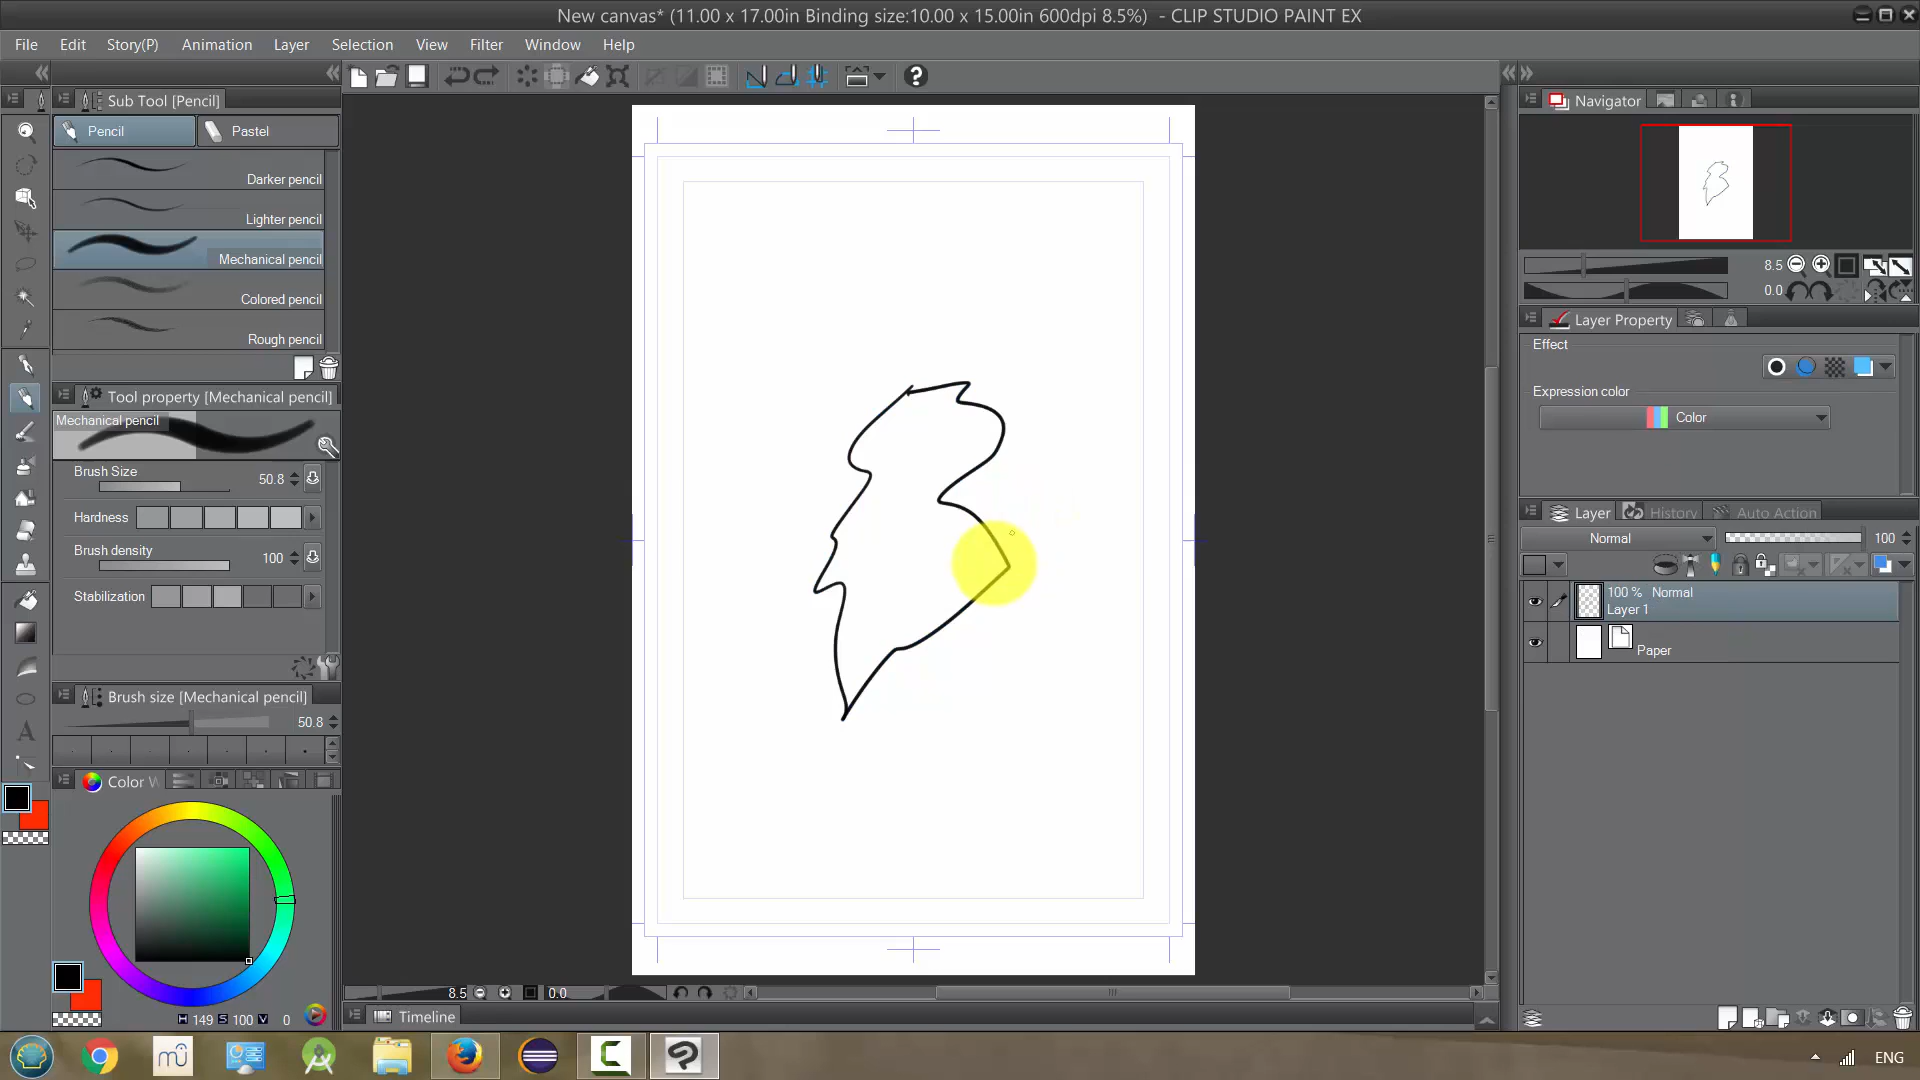 New canvas* (11.00 x 17.00in Binding size:10.00 x 15.00in 600dpi 8.5%) - CLIP STUDIO PAINT EX
File Edit Story(P) Animation Layer Selection View Filter Window Help
Sub Tool [Pencil]
Pencil Pastel
Darker pencil
Lighter pencil
Mechanical pencil
Colored pencil
Rough pencil
Tool property [Mechanical pencil]
Mechanical pencil
Brush Size 50.8
Hardness
Brush density 100
Stabilization
Brush size [Mechanical pencil]
50.8
Color W
H 149 S 100 V 0
8.5 0.0
Timeline
Navigator
8.5
0.0
Layer Property
Effect
Expression color
Color
Layer History Auto Action
Normal 100
100 % Normal
Layer 1
Paper
ENG